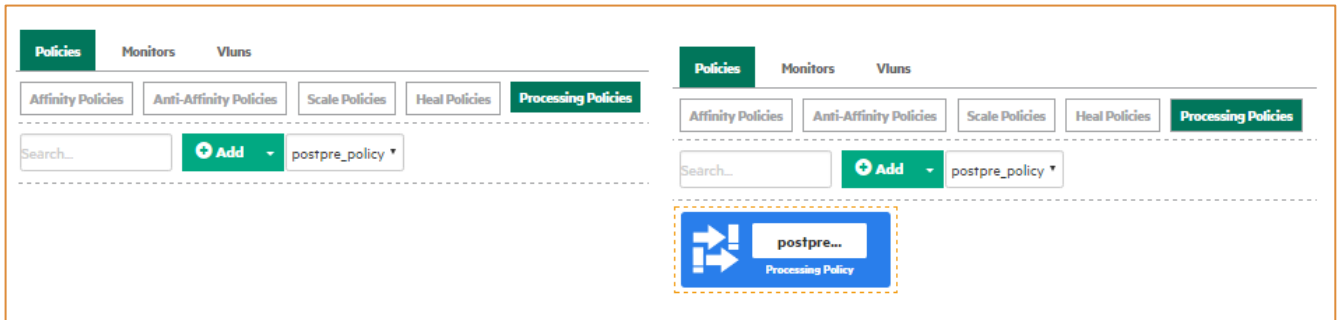 Policies Monitors Vluns
Affinity Policies Anti-Affinity Policies Scale Policies Heal Policies Processing Policies
Search... Add postpre_policy
Policies Monitors Vluns
Affinity Policies Anti-Affinity Policies Scale Policies Heal Policies Processing Policies
Search... Add postpre_policy
postpre...
Processing Policy